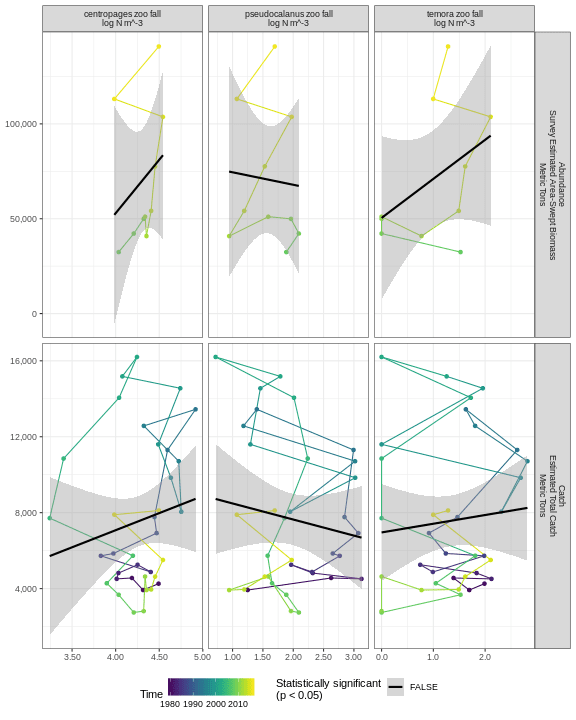 centropages zoo fall
log N m^-3
pseudocalanus zoo fall
log N m^-3
temora zoo fall
log N m^-3
100,000
50,000
0
Abundance
Survey Estimated Area-Swept Biomass
Metric Tons
16,000
12,000
8,000
4,000
Catch
Estimated Total Catch
Metric Tons
3.50 4.00 4.50 5.00
1.00 1.50 2.00 2.50 3.00
0.0 1.0 2.0
Time
1980 1990 2000 2010
Statistically significant
(p < 0.05)
FALSE